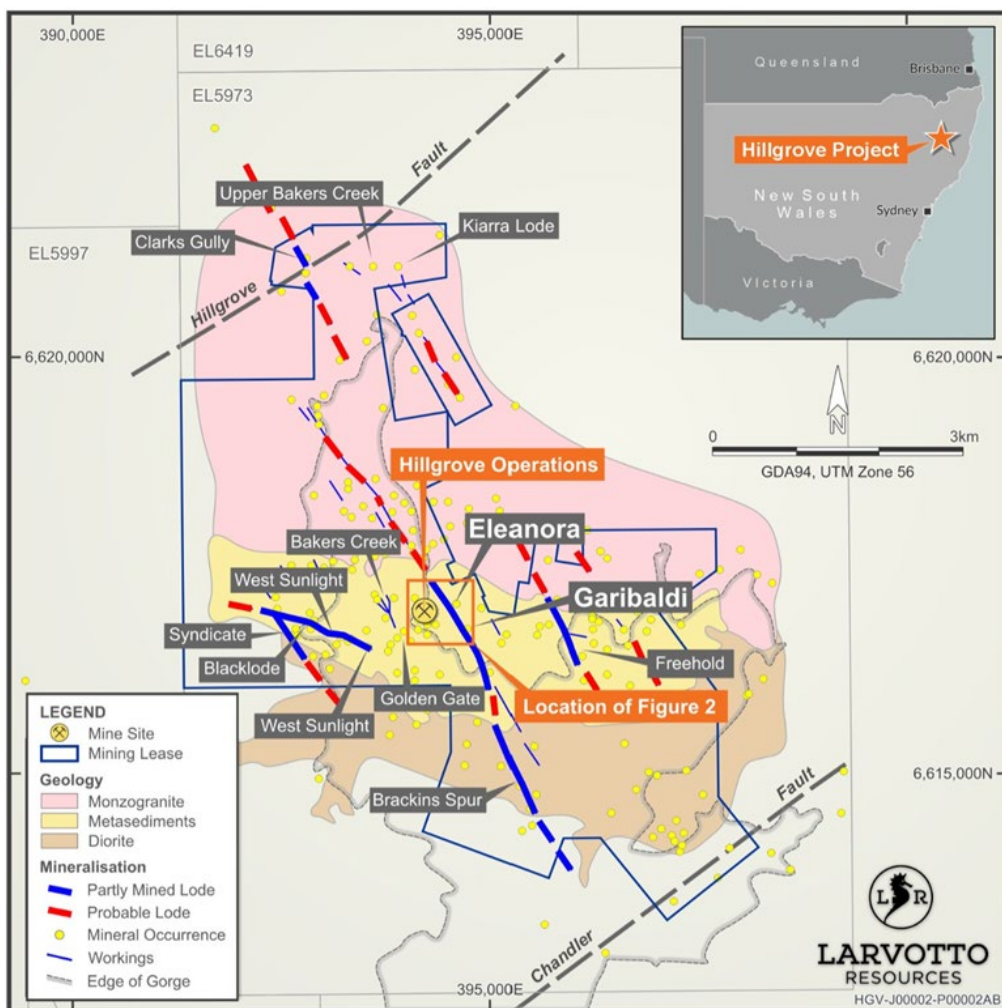 390,000E
395,000E
EL6419
EL5973
EL5997
Queensland
Brisbane
Hillgrove Project
New South
Wales
Sydney
VIctoria
Fault
Upper Bakers Creek
Clarks Gully
Kiarra Lode
Hillgrove
6,620,000N
6,620,000N
N
0
3km
GDA94, UTM Zone 56
Hillgrove Operations
Eleanora
Bakers Creek
West Sunlight
Garibaldi
Syndicate
Blacklode
Freehold
Golden Gate
West Sunlight
Location of Figure 2
Brackins Spur
6,615,000N
Fault
Chandler
395,000E
LEGEND
Mine Site
Mining Lease
Geology
Monzogranite
Metasediments
Diorite
Mineralisation
Partly Mined Lode
Probable Lode
Mineral Occurrence
Workings
Edge of Gorge
L R
LARVOTTO
RESOURCES
HGV-J00002-P00002AB